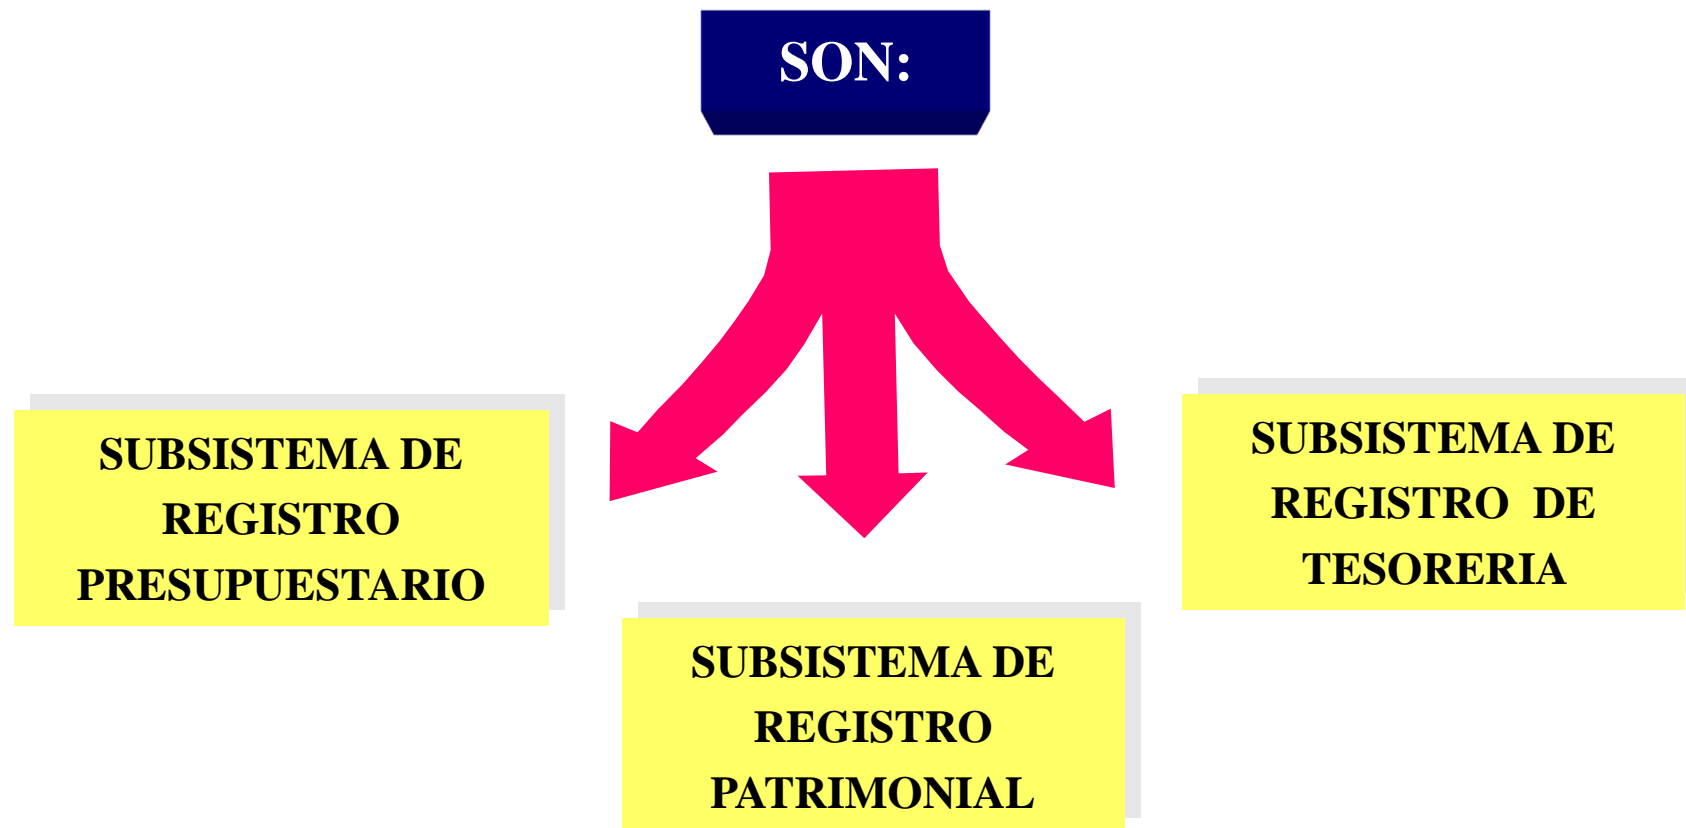 SON:
SUBSISTEMA DE
REGISTRO
PRESUPUESTARIO
SUBSISTEMA DE
REGISTRO
PATRIMONIAL
SUBSISTEMA DE
REGISTRO DE
TESORERIA